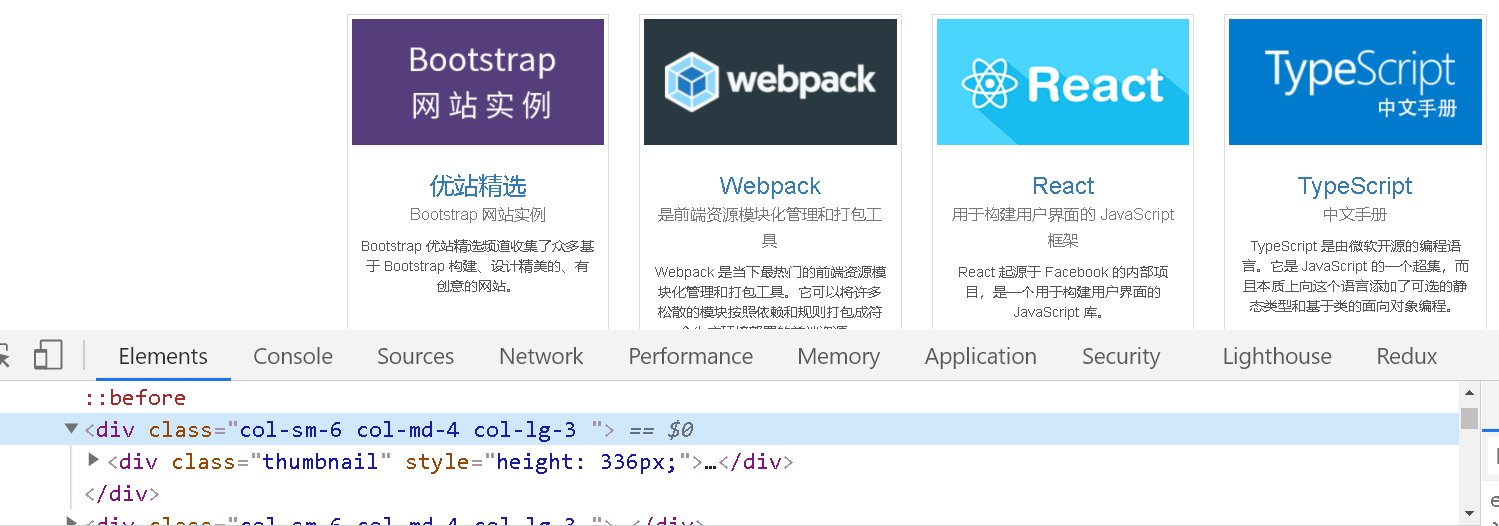 Bootstrap
网站实例
webpack
React
TypeScript
中文手册
优站精选
Bootstrap 网站实例
Bootstrap 优站精选频道收集了众多基
于 Bootstrap 构建、设计精美的、有
创意的网站。
Webpack
是前端资源模块化管理和打包工
具
Webpack 是当下最热门的前端资源模
块化管理和打包工具。它可以将许多
松散的模块按照依赖和规则打包成符
React
用于构建用户界面的 JavaScript
框架
React 起源于 Facebook 的内部项
目，是一个用于构建用户界面的
JavaScript 库。
TypeScript
中文手册
TypeScript 是由微软开源的编程语
言。它是 JavaScript 的一个超集，而
且本质上向这个语言添加了可选的静
态类型和基于类的面向对象编程。
Elements Console Sources Network Performance Memory Application Security Lighthouse Redux
::before
<div class="col-sm-6 col-md-4 col-lg-3 "> == $0
<div class="thumbnail" style="height: 336px;">…</div>
</div>
<div class="col-sm-6 col-md-4 col-lg-3 ">…</div>